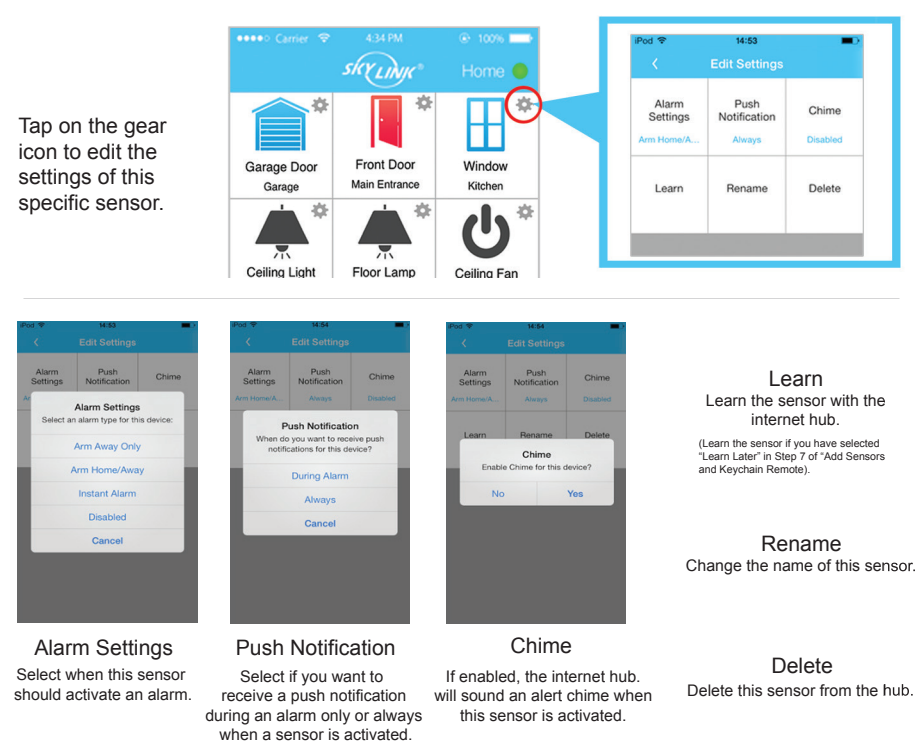 Tap on the gear
icon to edit the
settings of this
specific sensor.
Carrier 4:34 PM 100%
SKYLINK® Home
Garage Door
Garage
Front Door
Main Entrance
Window
Kitchen
Ceiling Light
Floor Lamp
Ceiling Fan
iPod 14:53
Edit Settings
Alarm
Settings
Arm Home/A...
Push
Notification
Always
Chime
Disabled
Learn
Rename
Delete
iPod 14:53
Edit Settings
Alarm
Settings
Push
Notification
Chime
Alarm Settings
Select an alarm type for this device:
Arm Away Only
Arm Home/Away
Instant Alarm
Disabled
Cancel
Alarm Settings
Select when this sensor
should activate an alarm.
iPod 14:54
Edit Settings
Alarm
Settings
Arm Home/A...
Push
Notification
Always
Chime
Disabled
Push Notification
When do you want to receive push
notifications for this device?
During Alarm
Always
Cancel
Push Notification
Select if you want to
receive a push notification
during an alarm only or always
when a sensor is activated.
iPod 14:54
Edit Settings
Alarm
Settings
Arm Home/A...
Push
Notification
Always
Chime
Disabled
Learn
Rename
Delete
Chime
Enable Chime for this device?
No Yes
Chime
If enabled, the internet hub.
will sound an alert chime when
this sensor is activated.
Learn
Learn the sensor with the
internet hub.
(Learn the sensor if you have selected
“Learn Later” in Step 7 of “Add Sensors
and Keychain Remote).
Rename
Change the name of this sensor.
Delete
Delete this sensor from the hub.